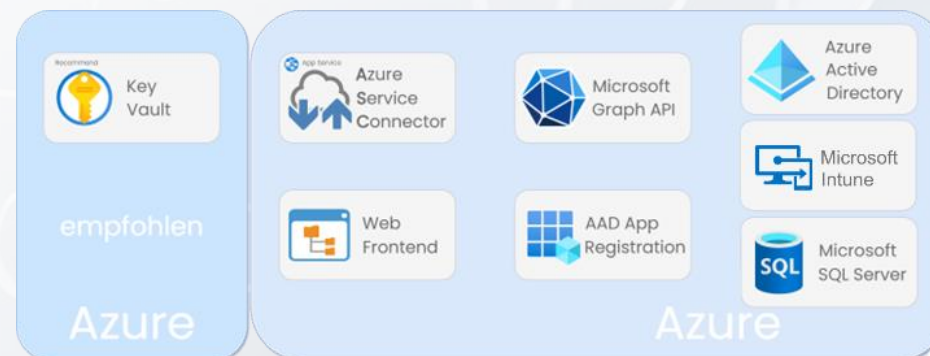 Recommend
Key
Vault
empfohlen
Azure
App Service
Azure
Service
Connector
Web
Frontend
Microsoft
Graph API
AAD App
Registration
Azure
Active
Directory
Microsoft
Intune
SQL
Microsoft
SQL Server
Azure